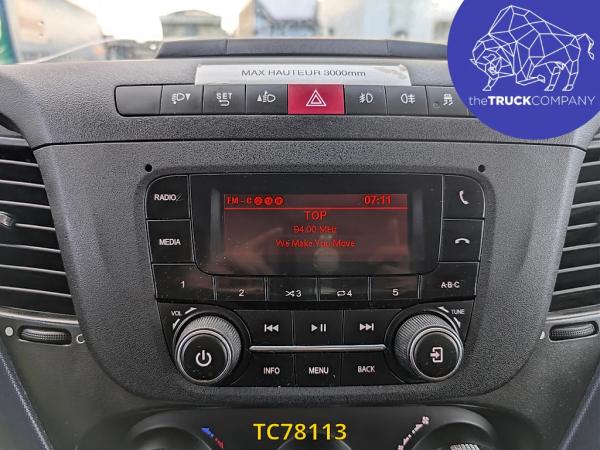 theTRUCKCOMPANY
MAX HAUTEUR 3000mm
SET
RADIO
MEDIA
FM-C
07:11
TOP
94.00 MHz
We Make You Move
1
2
3
4
5
A-B-C
VOL
TUNE
INFO
MENU
BACK
TC78113